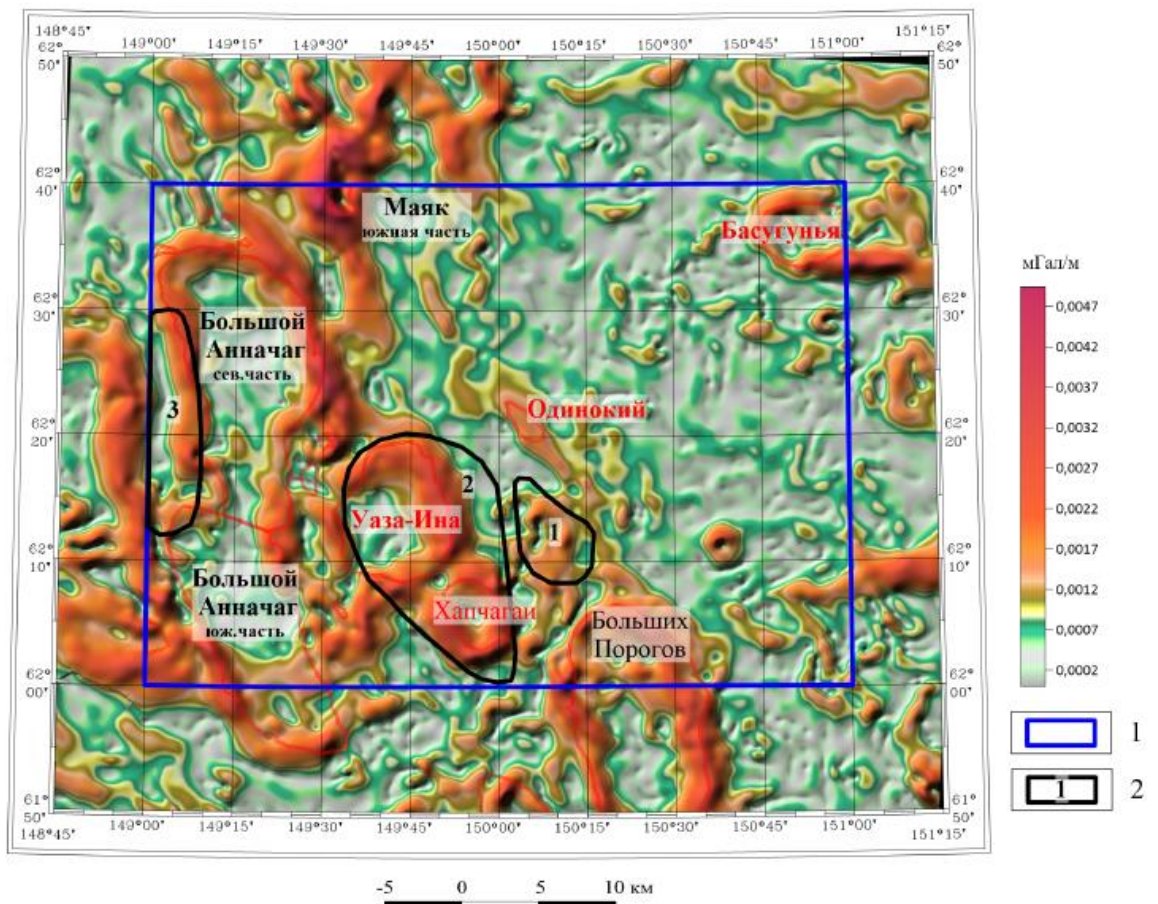 148°45' 149°00' 149°15' 149°30' 149°45' 150°00' 150°15' 150°30' 150°45' 151°00' 151°15'
62° 62°
50' 50'
62° 62°
40' 40'
Маяк
южная часть
Басугунья
мГал/м
0,0047
62° 62°
30' 30'
Большой
Анначаг
сев.часть
0,0042
0,0037
0,0032
3
Одинокий
0,0027
62° 62°
20' 20'
2
0,0022
Уаза-Ина
1
0,0017
62° 62°
10' 10'
Большой
Анначаг
юж.часть
Хапчагаи
Больших
Порогов
0,0012
0,0007
0,0002
62° 62°
00' 00'
1
1 2
61° 61°
50' 50'
148°45' 149°00' 149°15' 149°30' 149°45' 150°00' 150°15' 150°30' 150°45' 151°00' 151°15'
-5 0 5 10 км